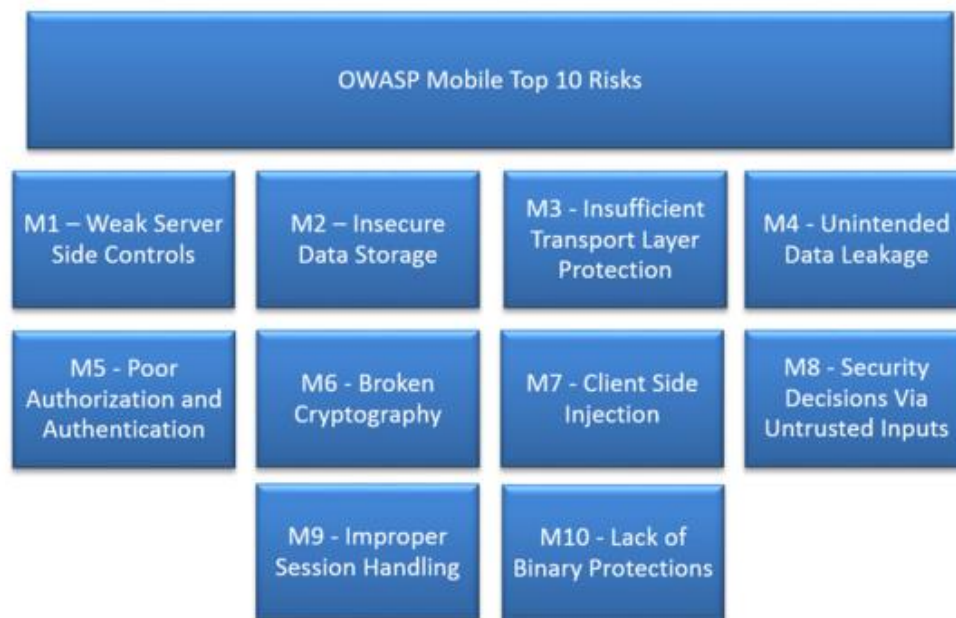 OWASP Mobile Top 10 Risks
M1 – Weak Server
Side Controls
M2 – Insecure
Data Storage
M3 - Insufficient
Transport Layer
Protection
M4 - Unintended
Data Leakage
M5 - Poor
Authorization and
Authentication
M6 - Broken
Cryptography
M7 - Client Side
Injection
M8 - Security
Decisions Via
Untrusted Inputs
M9 - Improper
Session Handling
M10 - Lack of
Binary Protections